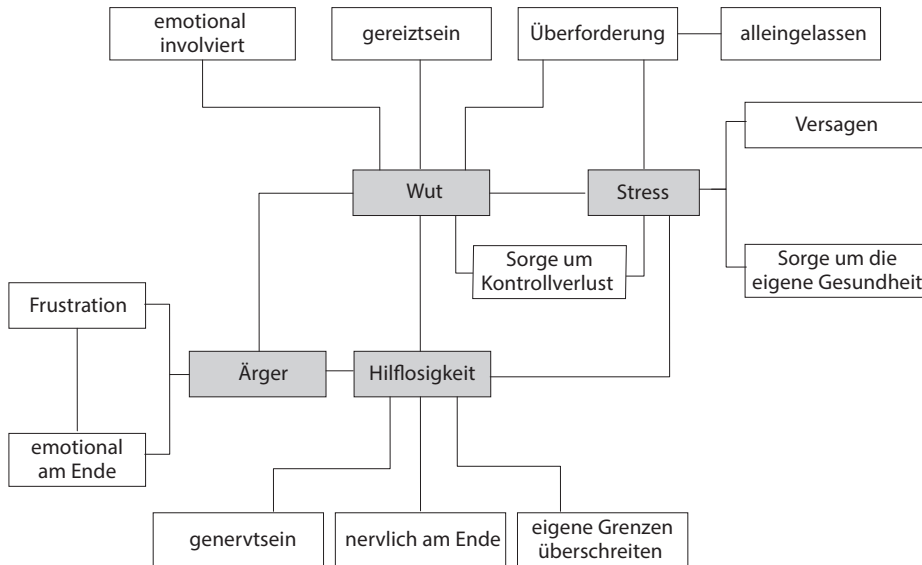 emotional
involviert
gereiztsein
Überforderung
alleingelassen
Versagen
Wut
Stress
Sorge um
Kontrollverlust
Sorge um die
eigene Gesundheit
Frustration
Ärger
Hilflosigkeit
emotional
am Ende
genervtsein
nervlich am Ende
eigene Grenzen
überschreiten